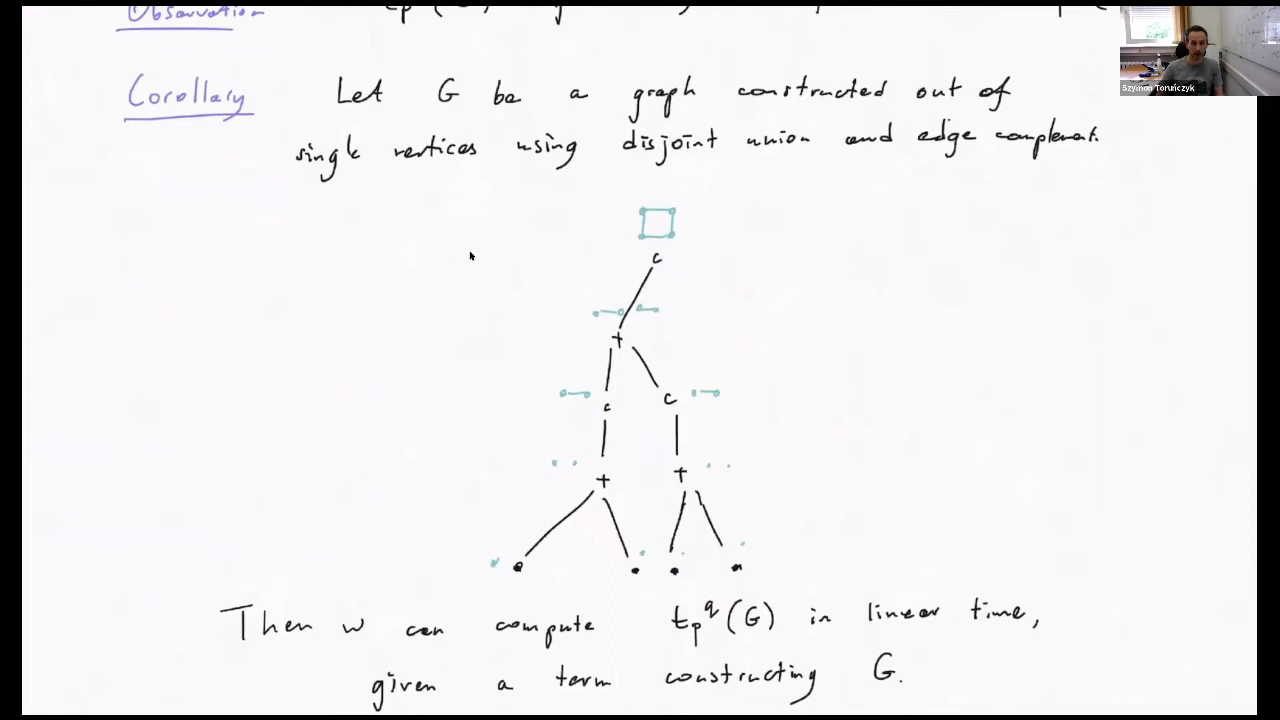 Observation
Szymon Toruńczyk
Corollary Let G be a graph constructed out of
single vertices using disjoint union and edge complement.
c
+
c c
+ +
Then w can compute tp^q(G) in linear time,
given a term constructing G.